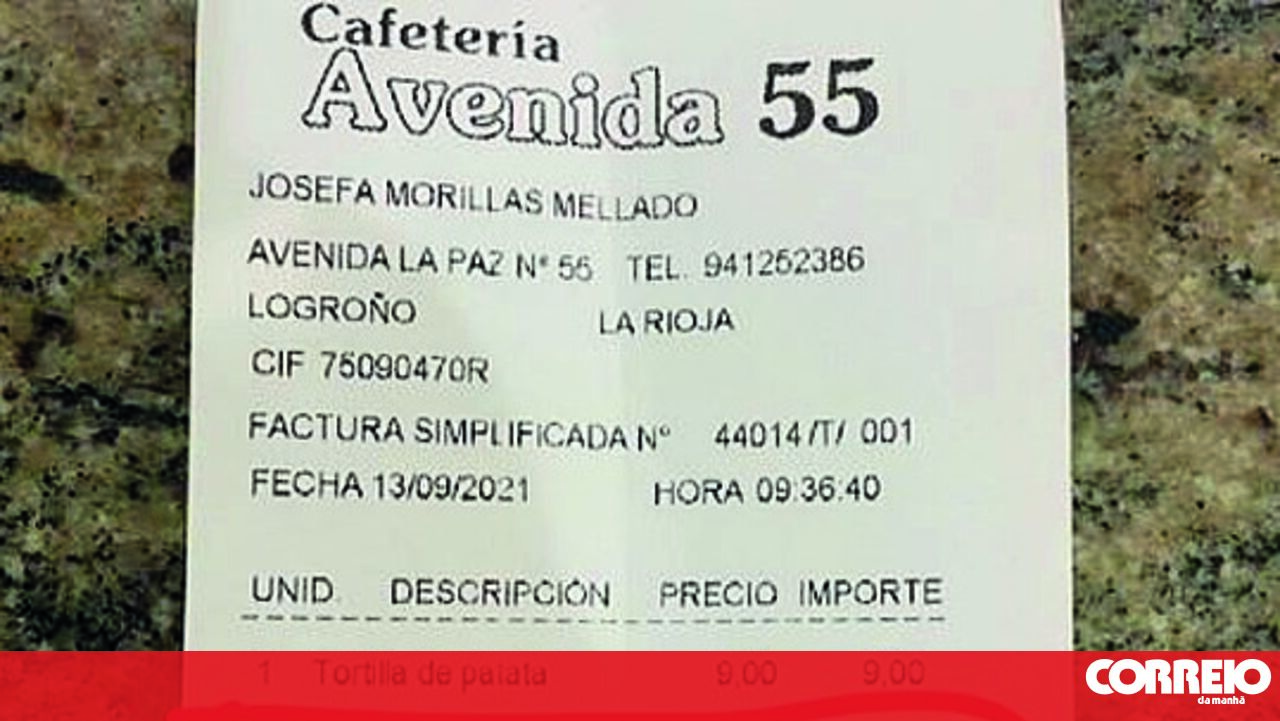 Cafetería
Avenida 55
JOSEFA MORILLAS MELLADO
AVENIDA LA PAZ Nº 55 TEL. 941252386
LOGROÑO LA RIOJA
CIF 75090470R
FACTURA SIMPLIFICADA Nº 44014/T/ 001
FECHA 13/09/2021 HORA 09:36:40
UNID. DESCRIPCIÓN PRECIO IMPORTE
1 Tortilla de patata 9,00 9,00
CORREIO
da manhã